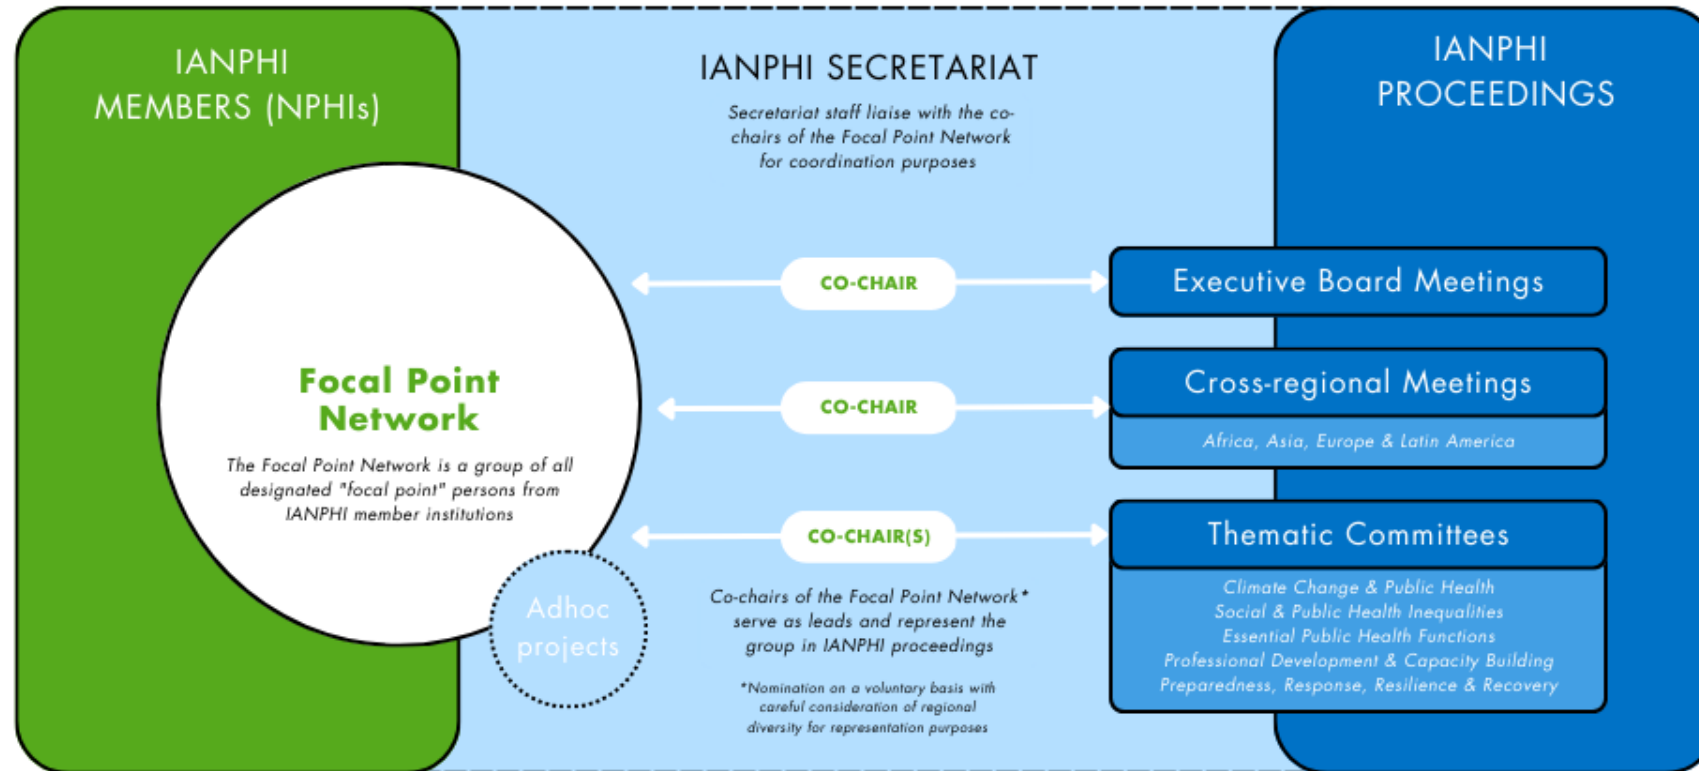 IANPHI
MEMBERS (NPHIs)
Focal Point
Network
The Focal Point Network is a group of all
designated "focal point" persons from
IANPHI member institutions
Adhoc
projects
IANPHI SECRETARIAT
Secretariat staff liaise with the co-
chairs of the Focal Point Network
for coordination purposes
CO-CHAIR
CO-CHAIR
CO-CHAIR(S)
Co-chairs of the Focal Point Network*
serve as leads and represent the
group in IANPHI proceedings
*Nomination on a voluntary basis with
careful consideration of regional
diversity for representation purposes
IANPHI
PROCEEDINGS
Executive Board Meetings
Cross-regional Meetings
Africa, Asia, Europe & Latin America
Thematic Committees
Climate Change & Public Health
Social & Public Health Inequalities
Essential Public Health Functions
Professional Development & Capacity Building
Preparedness, Response, Resilience & Recovery